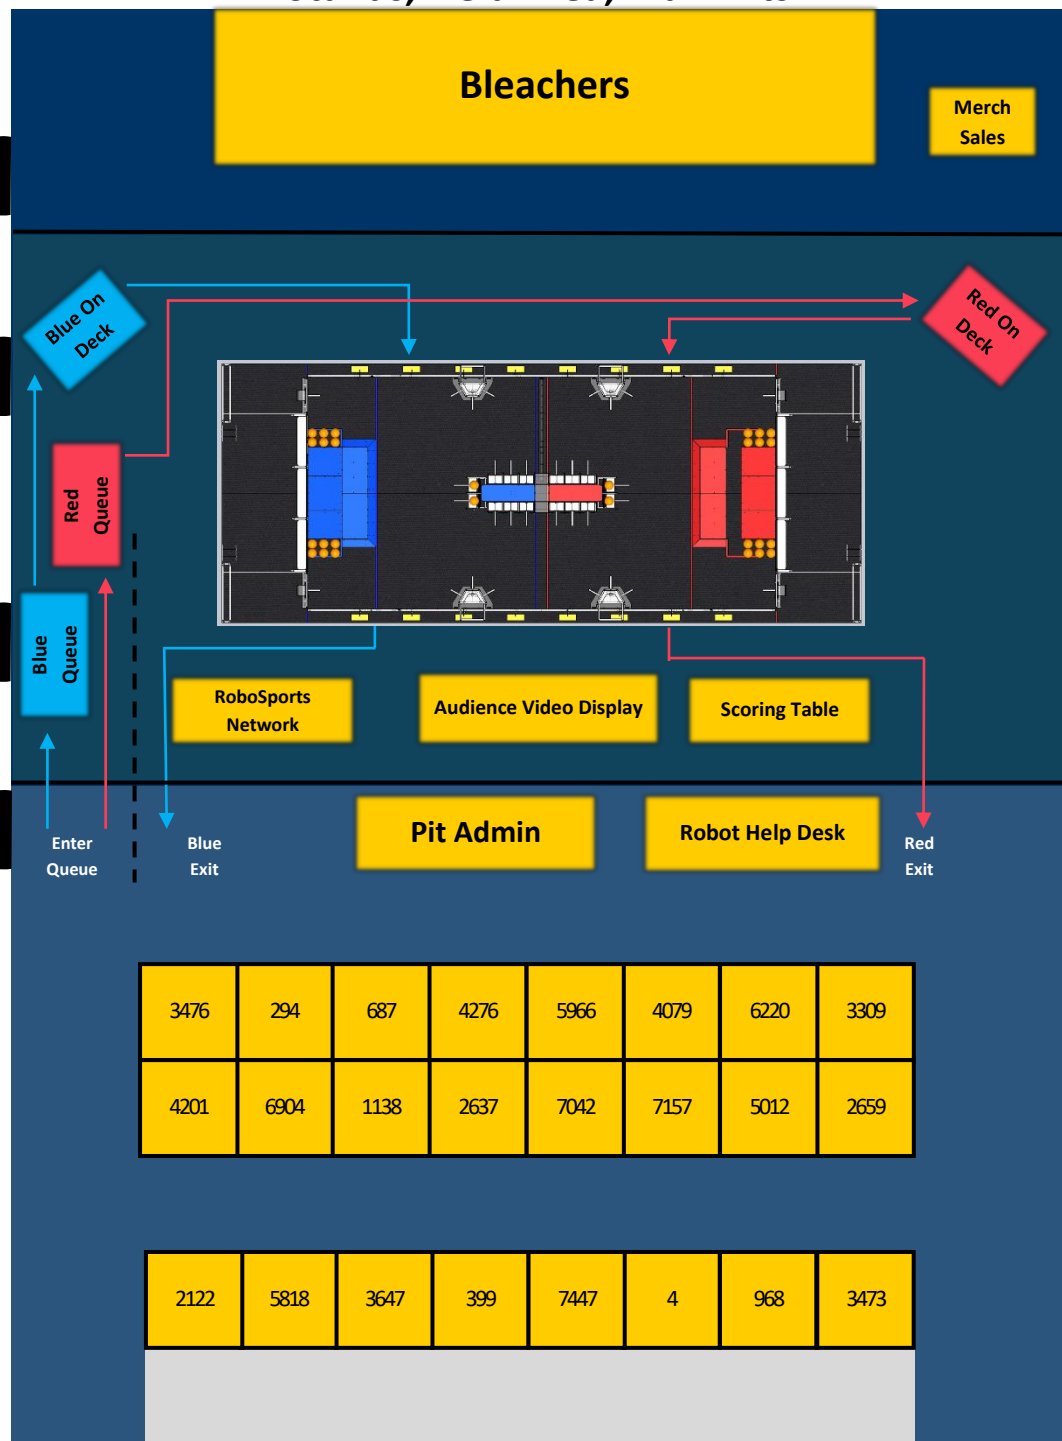 Bleachers
Merch
Sales
Blue On
Deck
Red On
Deck
Red
Queue
Blue
Queue
RoboSports
Network
Audience Video Display
Scoring Table
Pit Admin
Robot Help Desk
Enter
Queue
Blue
Exit
Red
Exit
3476 294 687 4276 5966 4079 6220 3309
4201 6904 1138 2637 7042 7157 5012 2659
2122 5818 3647 399 7447 4 968 3473